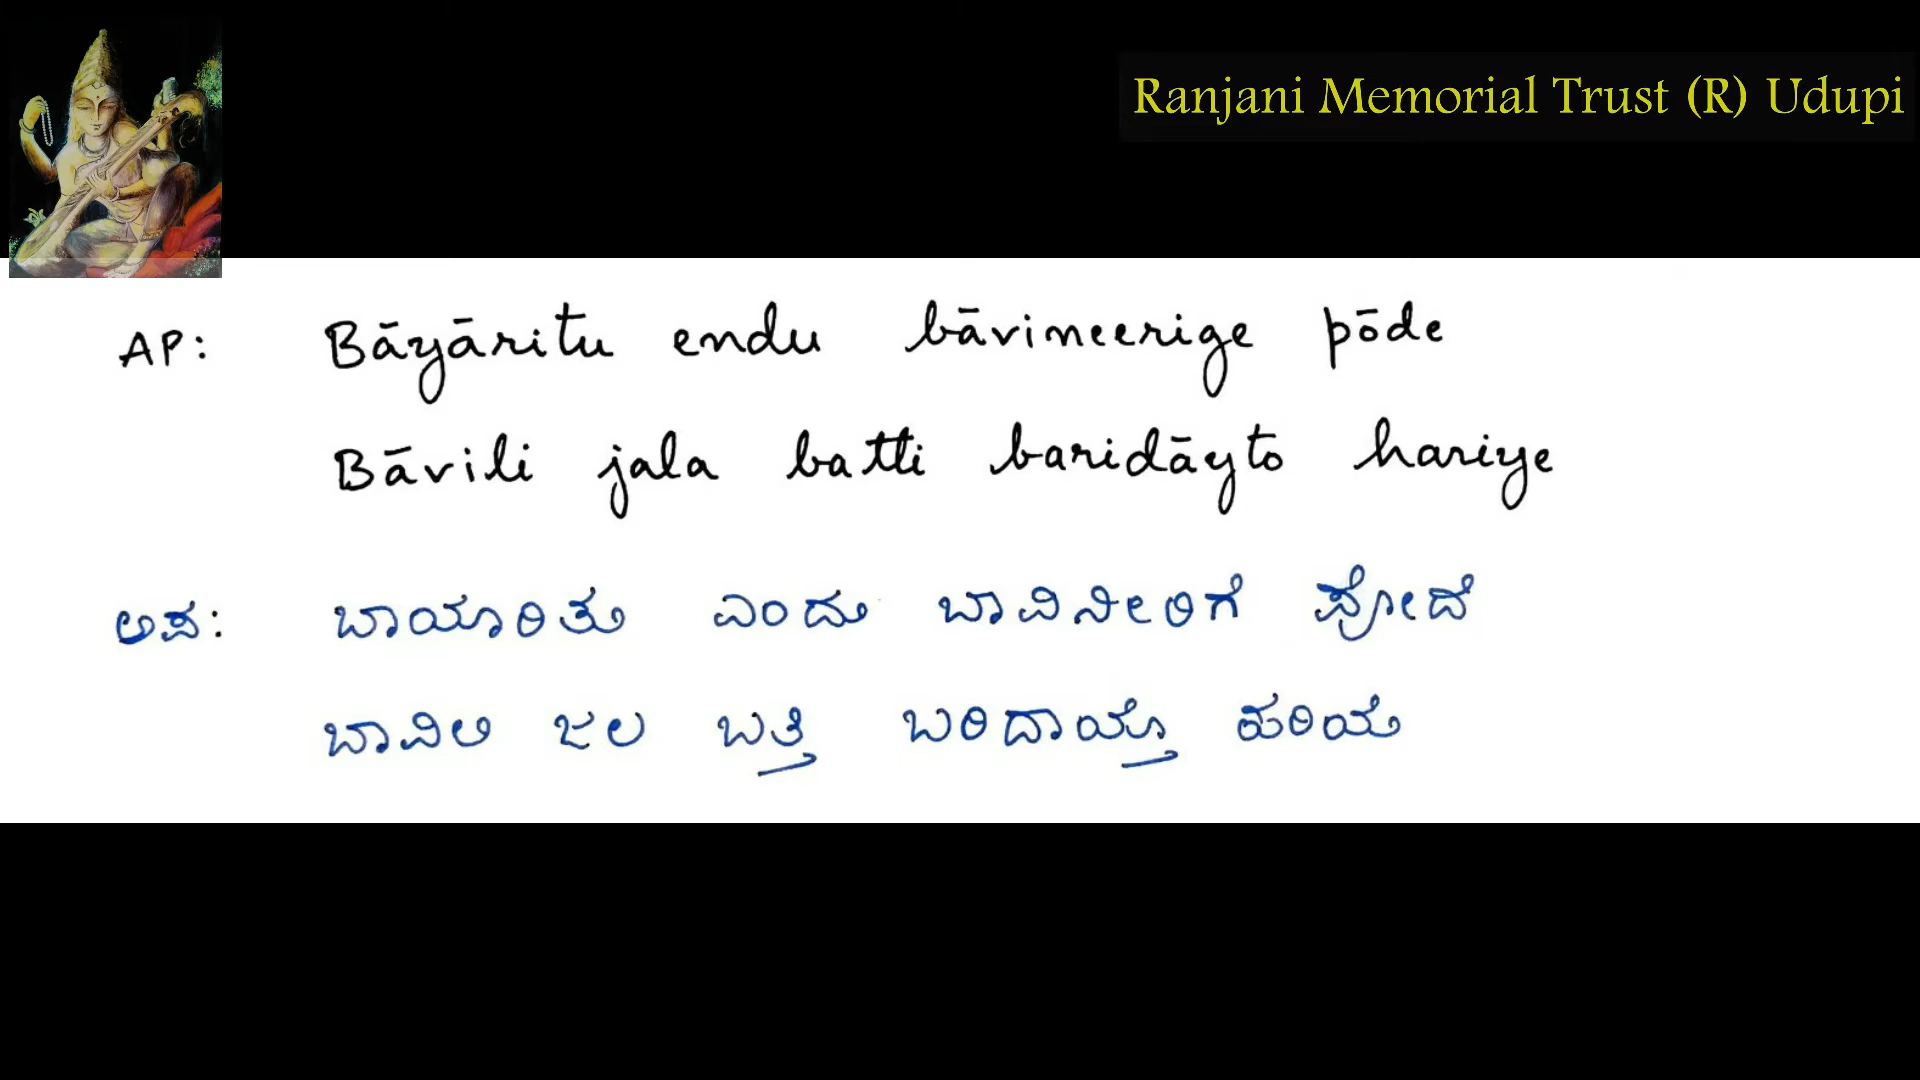 Ranjani Memorial Trust (R) Udupi
AP: Bāyāritu endu bāvineerige pōde
Bāvili jala batti baridāyto hariye
ಅಪ: ಬಾಯಾರಿತು ಎಂದು ಬಾವಿನೀರಿಗೆ ಪೋದೆ
ಬಾವಿಲಿ ಜಲ ಬತ್ತಿ ಬರಿದಾಯ್ತೊ ಹರಿಯೆ